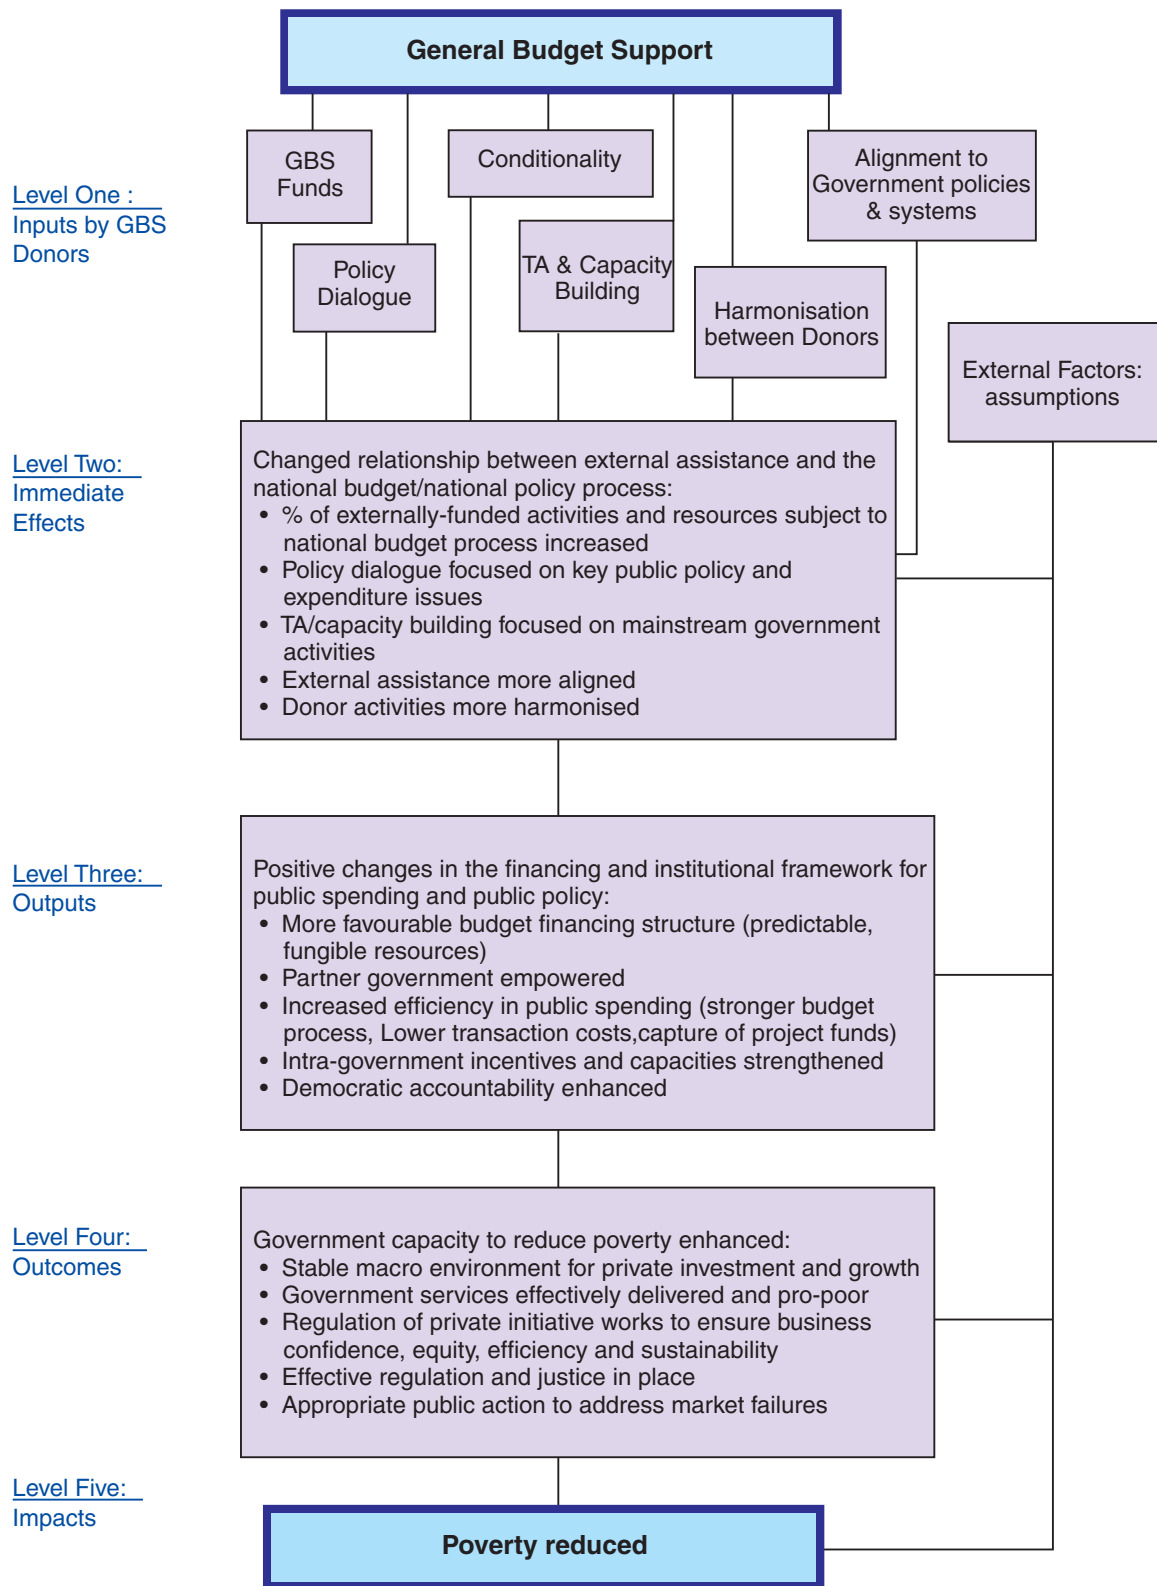 General Budget Support
Level One :
Inputs by GBS
Donors
GBS
Funds
Policy
Dialogue
Conditionality
TA & Capacity
Building
Harmonisation
between Donors
Alignment to
Government policies
& systems
External Factors:
assumptions
Level Two:
Immediate
Effects
Changed relationship between external assistance and the
national budget/national policy process:
• % of externally-funded activities and resources subject to
national budget process increased
• Policy dialogue focused on key public policy and
expenditure issues
• TA/capacity building focused on mainstream government
activities
• External assistance more aligned
• Donor activities more harmonised
Level Three:
Outputs
Positive changes in the financing and institutional framework for
public spending and public policy:
• More favourable budget financing structure (predictable,
fungible resources)
• Partner government empowered
• Increased efficiency in public spending (stronger budget
process, Lower transaction costs,capture of project funds)
• Intra-government incentives and capacities strengthened
• Democratic accountability enhanced
Level Four:
Outcomes
Government capacity to reduce poverty enhanced:
• Stable macro environment for private investment and growth
• Government services effectively delivered and pro-poor
• Regulation of private initiative works to ensure business
confidence, equity, efficiency and sustainability
• Effective regulation and justice in place
• Appropriate public action to address market failures
Level Five:
Impacts
Poverty reduced